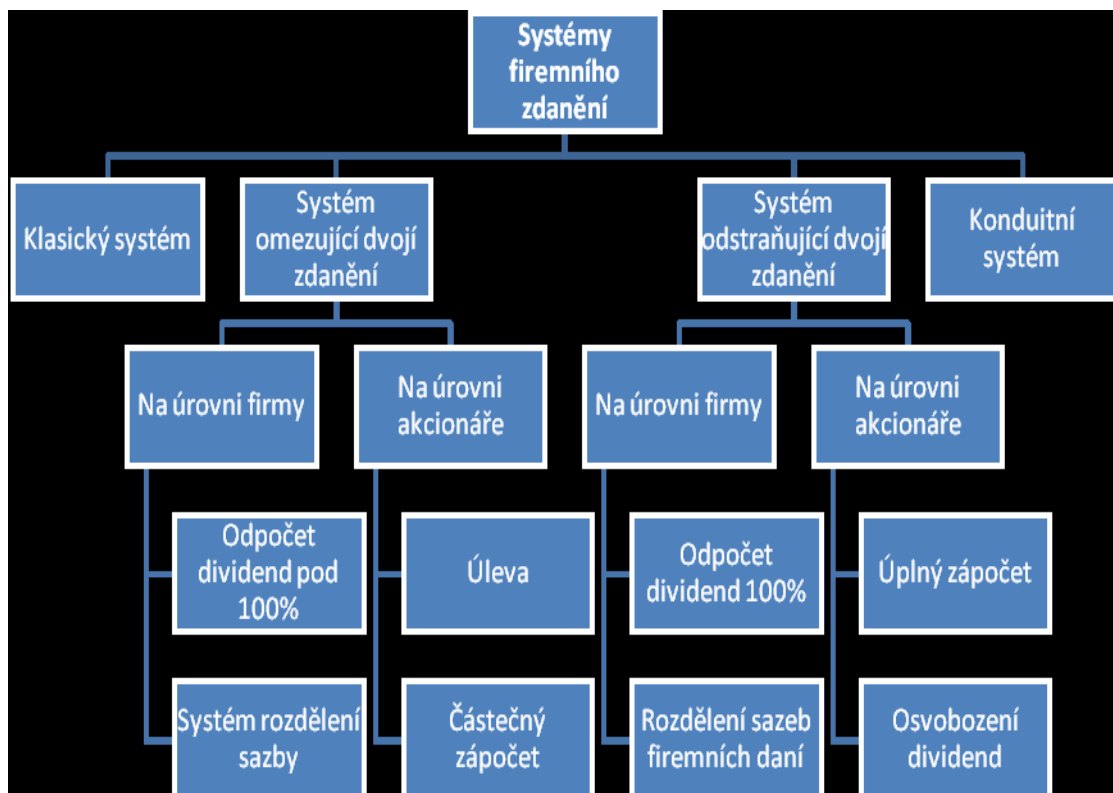 Systémy
firemního
zdanění
Klasický systém
Systém
omezující dvojí
zdanění
Systém
odstraňující dvojí
zdanění
Konduitní
systém
Na úrovni firmy
Na úrovni
akcionáře
Na úrovni firmy
Na úrovni
akcionáře
Odpočet
dividend pod
100%
Úleva
Odpočet
dividend 100%
Úplný zápočet
Systém rozdělení
sazby
Částečný
zápočet
Rozdělení sazeb
firemních daní
Osvobození
dividend